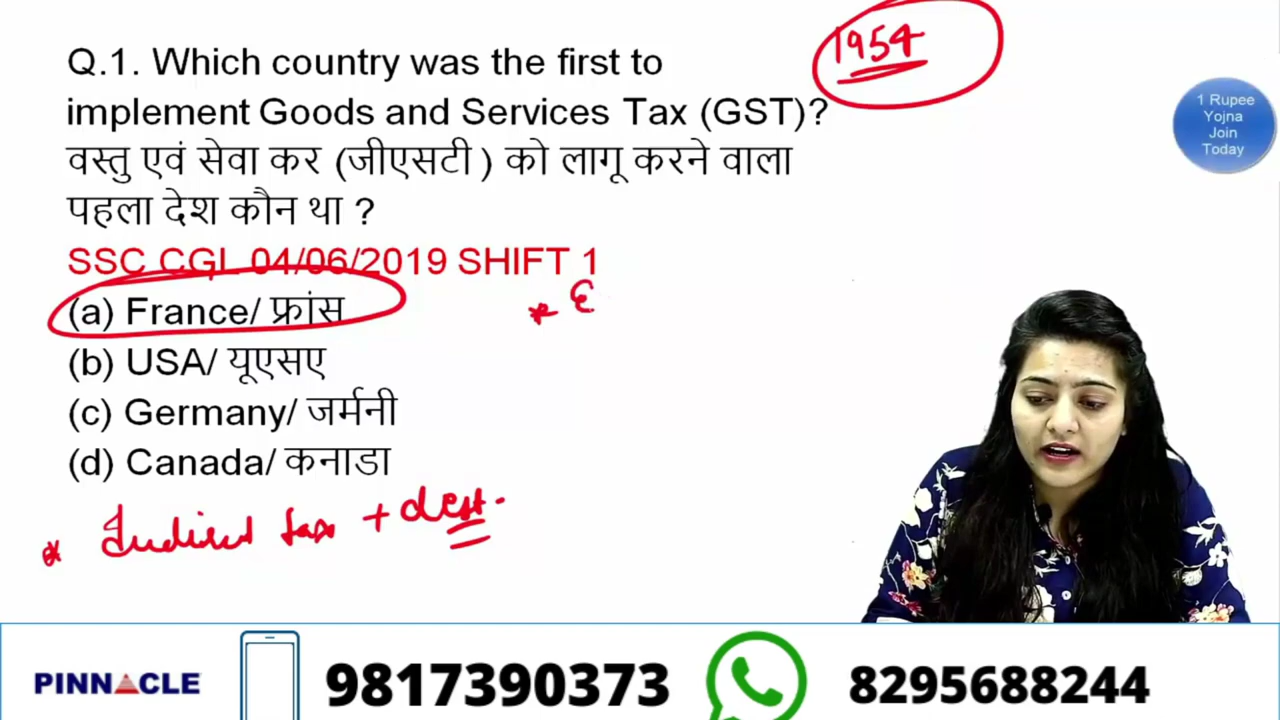 1954
Q.1. Which country was the first to
implement Goods and Services Tax (GST)?
वस्तु एवं सेवा कर (जीएसटी) को लागू करने वाला
पहला देश कौन था ?
SSC CGL 04/06/2019 SHIFT 1
(a) France/ फ्रांस
(b) USA/ यूएसए
(c) Germany/ जर्मनी
(d) Canada/ कनाडा
* Indirect tax + dest.
1 Rupee
Yojna
Join
Today
PINNACLE
9817390373
8295688244